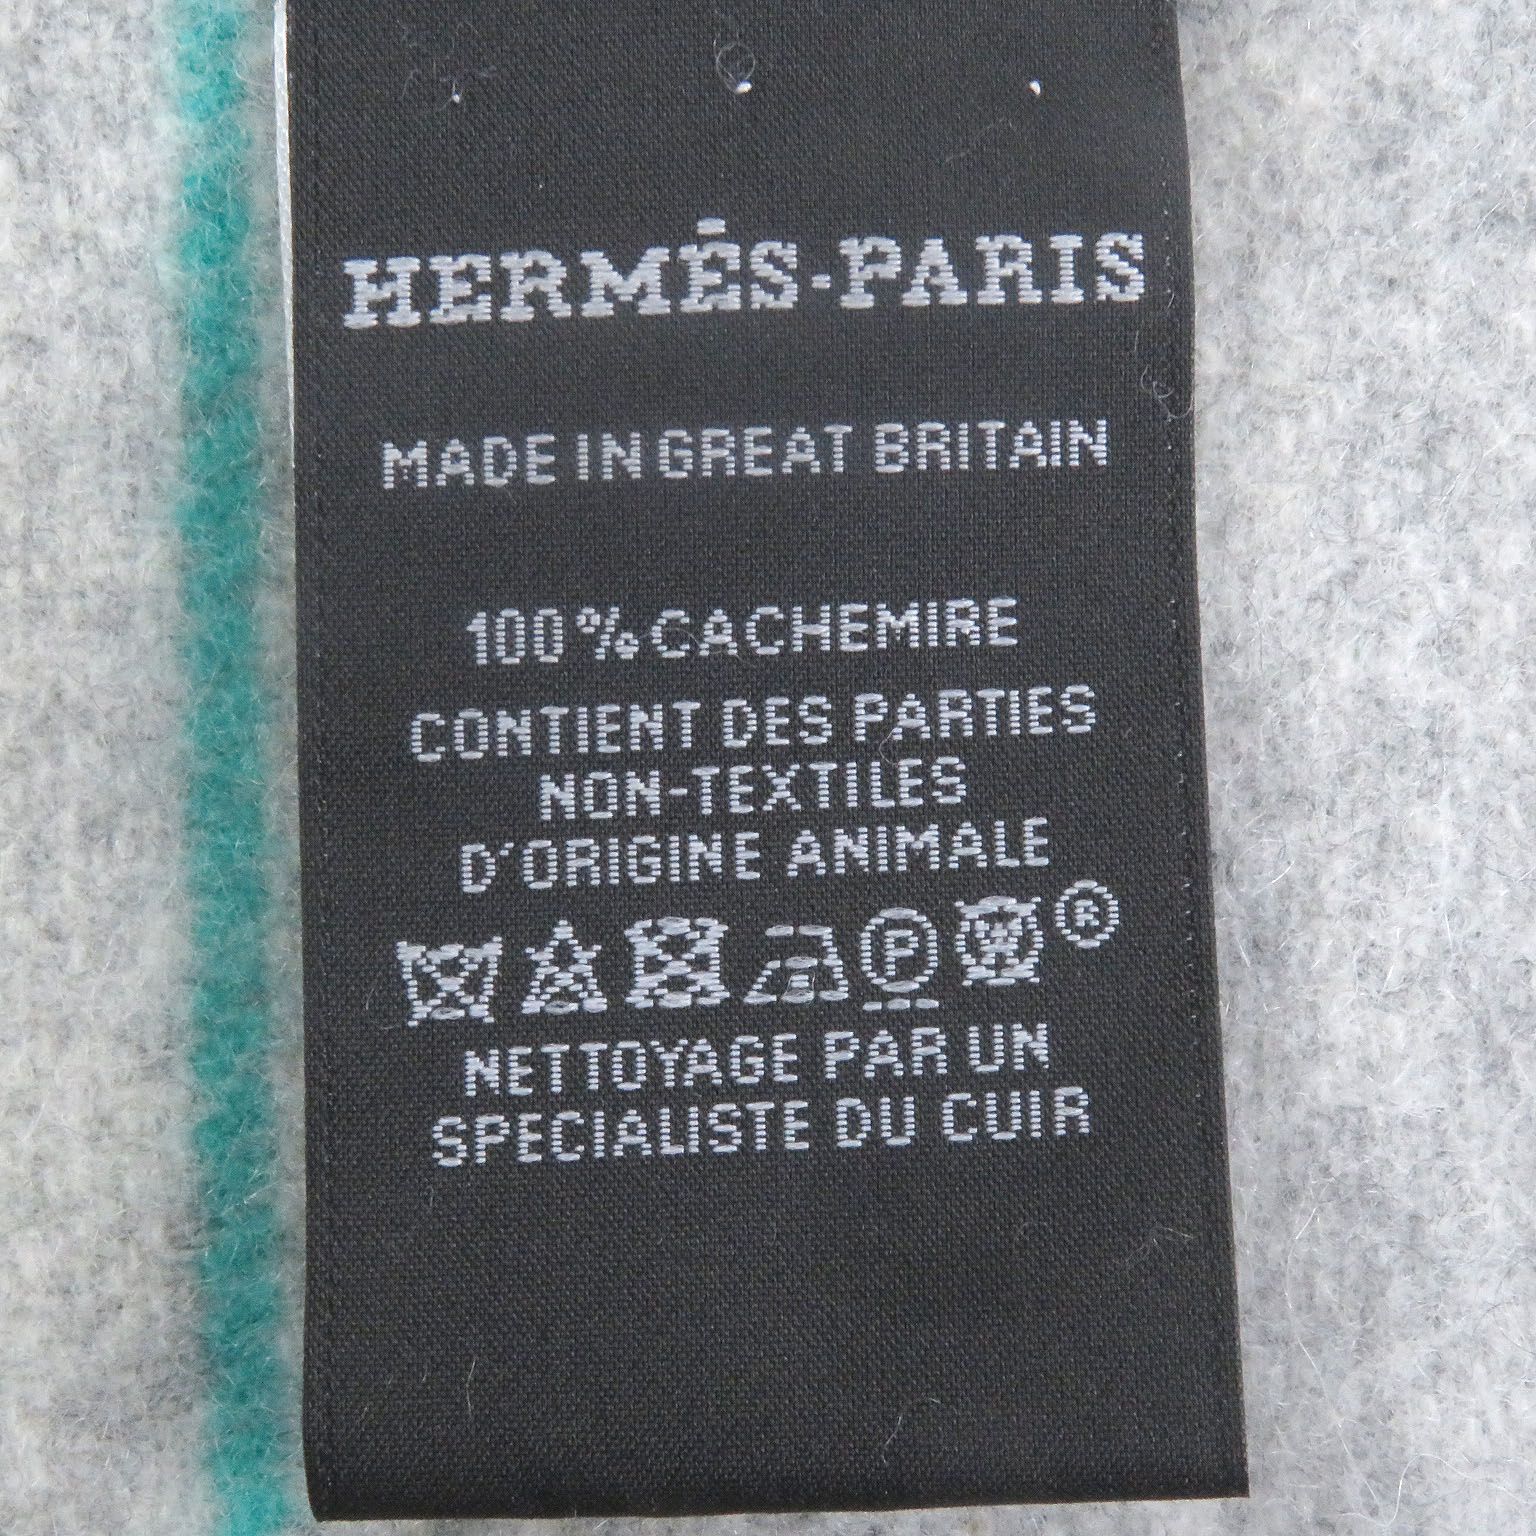 HERMÈS-PARIS
MADE IN GREAT BRITAIN
100% CACHEMIRE
CONTIENT DES PARTIES
NON-TEXTILES
D'ORIGINE ANIMALE
P W ®
NETTOYAGE PAR UN
SPECIALISTE DU CUIR